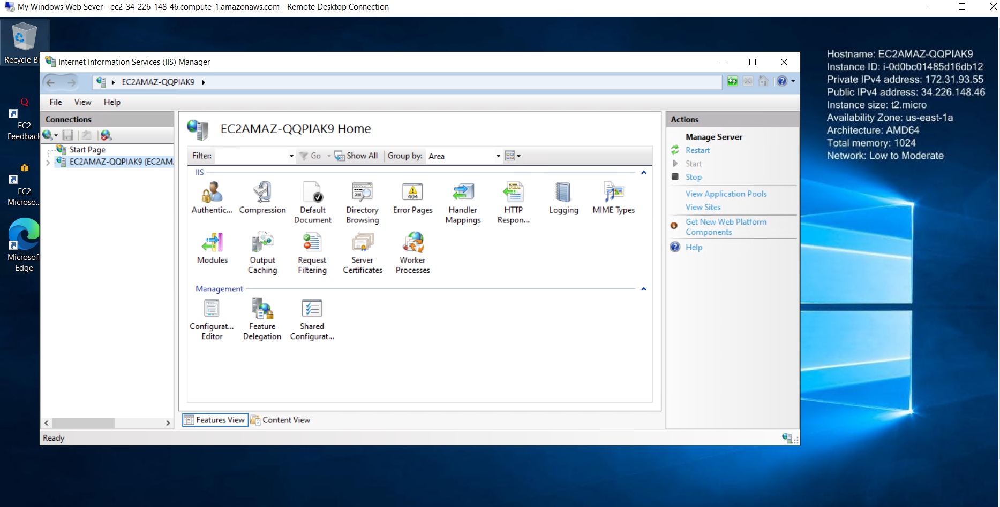 My Windows Web Sever - ec2-34-226-148-46.compute-1.amazonaws.com - Remote Desktop Connection
Recycle Bi
EC2
Feedback
EC2
Microso...
Microsof
Edge
Hostname: EC2AMAZ-QQPIAK9
Instance ID: i-0d0bc01485d16db12
Private IPv4 address: 172.31.93.55
Public IPv4 address: 34.226.148.46
Instance size: t2.micro
Availability Zone: us-east-1a
Architecture: AMD64
Total memory: 1024
Network: Low to Moderate
Internet Information Services (IIS) Manager
EC2AMAZ-QQPIAK9
File View Help
Connections
Start Page
EC2AMAZ-QQPIAK9 (EC2AM
EC2AMAZ-QQPIAK9 Home
Filter: Go Show All Group by: Area
IIS
Authentic... Compression Default Document Directory Browsing Error Pages Handler Mappings HTTP Respon... Logging MIME Types
404
Modules Output Caching Request Filtering Server Certificates Worker Processes
Management
Configurat... Editor Feature Delegation Shared Configurat...
Features View Content View
Actions
Manage Server
Restart
Start
Stop
View Application Pools
View Sites
Get New Web Platform
Components
Help
Ready